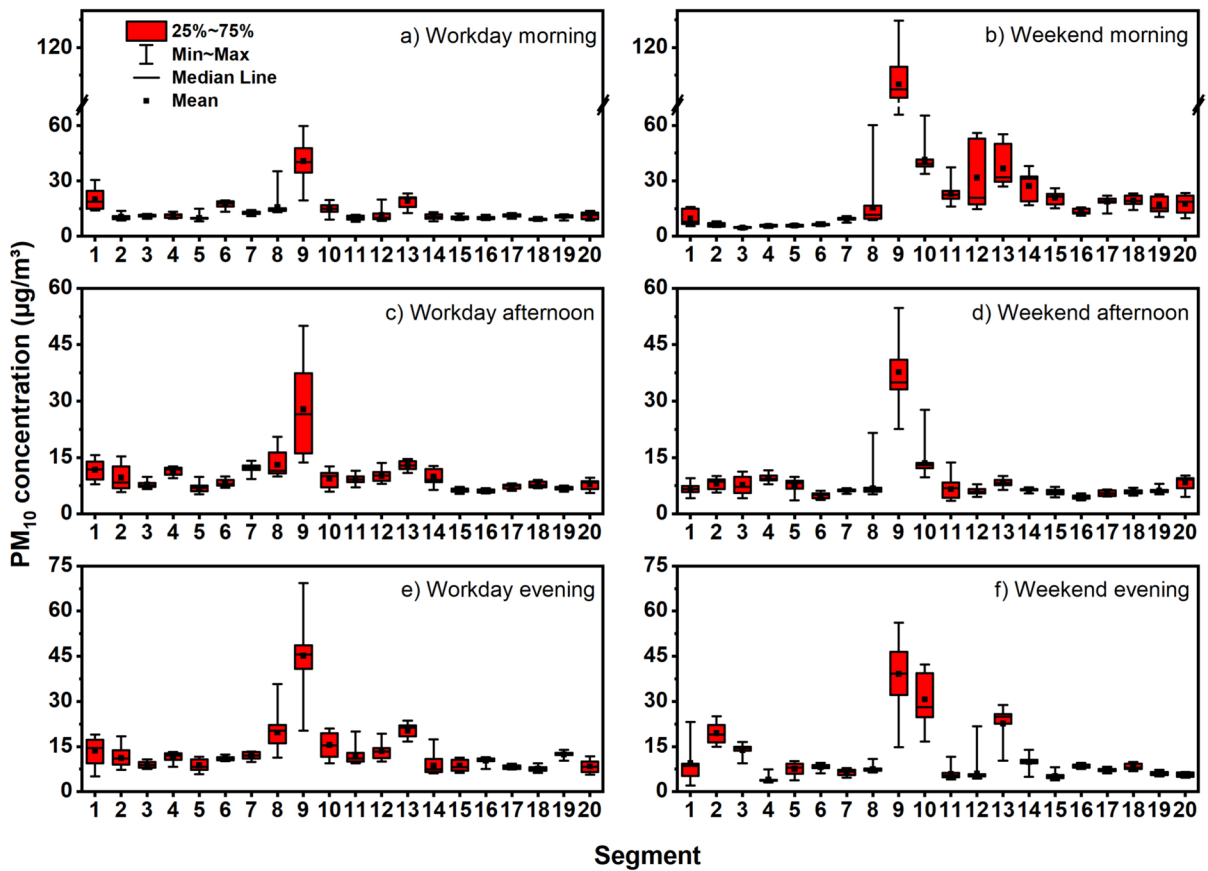 25%~75%
Min~Max
Median Line
Mean
a) Workday morning
120
60
30
0
1 2 3 4 5 6 7 8 9 10 11 12 13 14 15 16 17 18 19 20
b) Weekend morning
120
60
30
0
1 2 3 4 5 6 7 8 9 10 11 12 13 14 15 16 17 18 19 20
PM10 concentration (μg/m³)
c) Workday afternoon
60
45
30
15
0
1 2 3 4 5 6 7 8 9 10 11 12 13 14 15 16 17 18 19 20
d) Weekend afternoon
60
45
30
15
0
1 2 3 4 5 6 7 8 9 10 11 12 13 14 15 16 17 18 19 20
e) Workday evening
75
60
45
30
15
0
1 2 3 4 5 6 7 8 9 10 11 12 13 14 15 16 17 18 19 20
f) Weekend evening
75
60
45
30
15
0
1 2 3 4 5 6 7 8 9 10 11 12 13 14 15 16 17 18 19 20
Segment